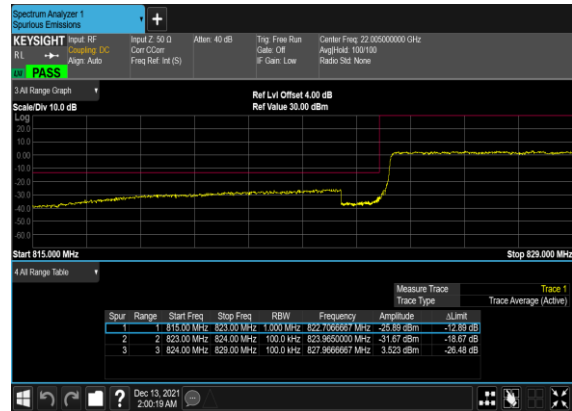 Spectrum Analyzer 1
Spurious Emissions
+
KEYSIGHT Input: RF Input Z: 50 Ω Atten: 40 dB Trig: Free Run Center Freq: 22.005000000 GHz
RL Coupling: DC Corr CCorr Gate: Off Avg|Hold: 100/100
Align: Auto Freq Ref: Int (S) IF Gain: Low Radio Std: None
PASS
3 All Range Graph
Ref Lvl Offset 4.00 dB
Scale/Div 10.0 dB Ref Value 30.00 dBm
Log
20.0
10.0
0.00
-10.0
-20.0
-30.0
-40.0
-50.0
-60.0
Start 815.000 MHz Stop 829.000 MHz
4 All Range Table
Measure Trace Trace 1
Trace Type Trace Average (Active)
Spur Range Start Freq Stop Freq RBW Frequency Amplitude ΔLimit
1 1 815.00 MHz 823.00 MHz 1.000 MHz 822.7066667 MHz -25.89 dBm -12.89 dB
2 2 823.00 MHz 824.00 MHz 100.0 kHz 823.9650000 MHz -31.67 dBm -18.67 dB
3 3 824.00 MHz 829.00 MHz 100.0 kHz 827.9666667 MHz 3.523 dBm -26.48 dB
? Dec 13, 2021
2:00:19 AM